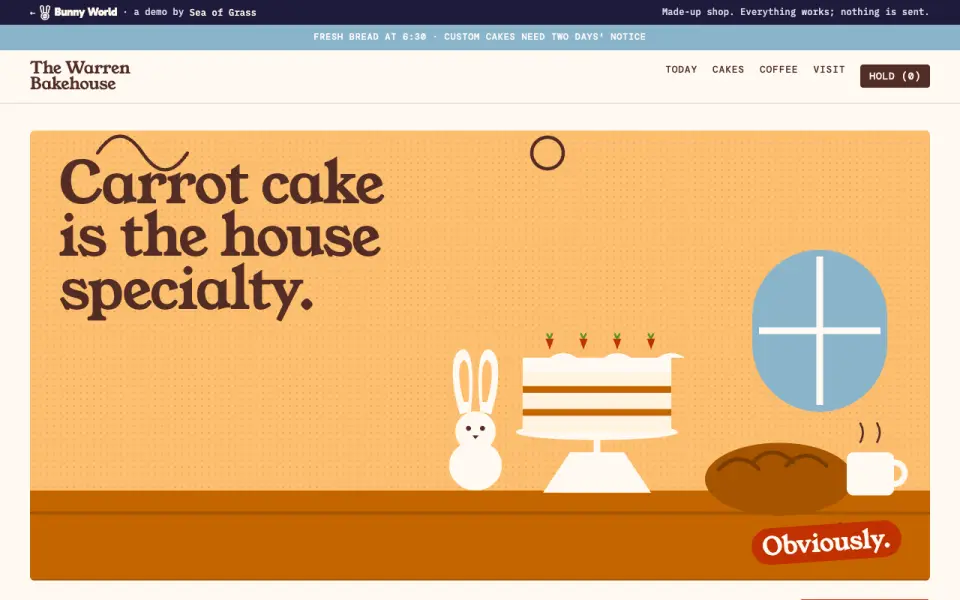 ← Bunny World · a demo by Sea of Grass
Made-up shop. Everything works; nothing is sent.
FRESH BREAD AT 6:30 · CUSTOM CAKES NEED TWO DAYS' NOTICE
The Warren
Bakehouse
TODAY CAKES COFFEE VISIT HOLD (0)
Carrot cake
is the house
specialty.
Obviously.